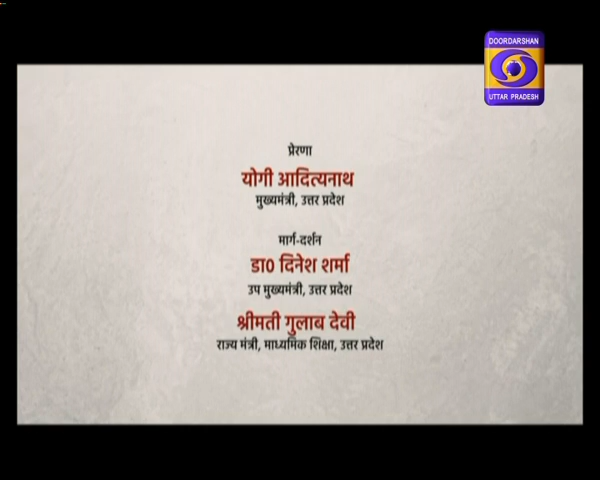 DOORDARSHAN
UTTAR PRADESH
प्रेरणा
योगी आदित्यनाथ
मुख्यमंत्री, उत्तर प्रदेश
मार्ग-दर्शन
डा0 दिनेश शर्मा
उप मुख्यमंत्री, उत्तर प्रदेश
श्रीमती गुलाब देवी
राज्य मंत्री, माध्यमिक शिक्षा, उत्तर प्रदेश